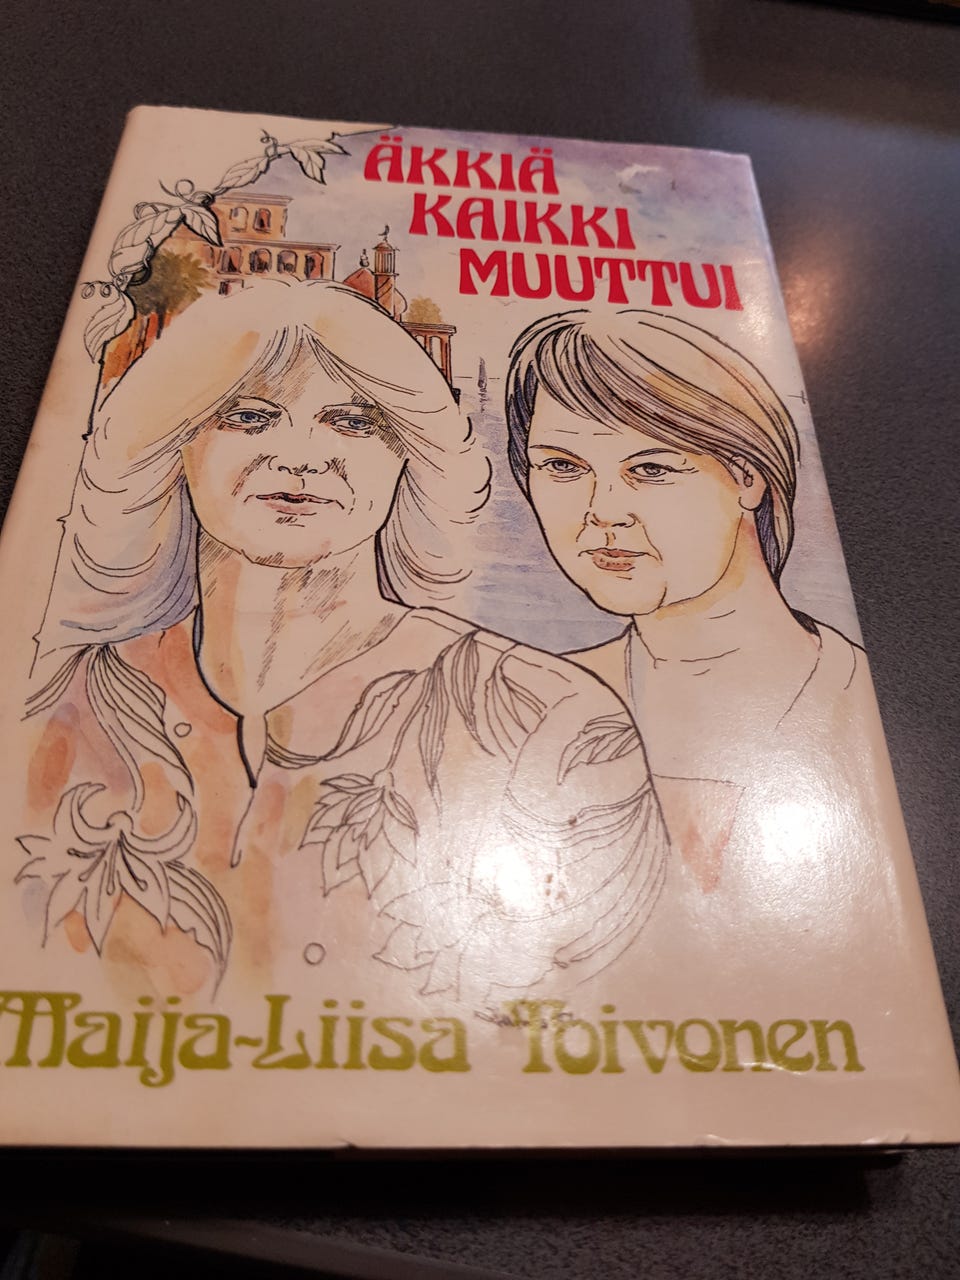 ÄKKIÄ
KAIKKI
MUUTTUI
Maija-Liisa Toivonen